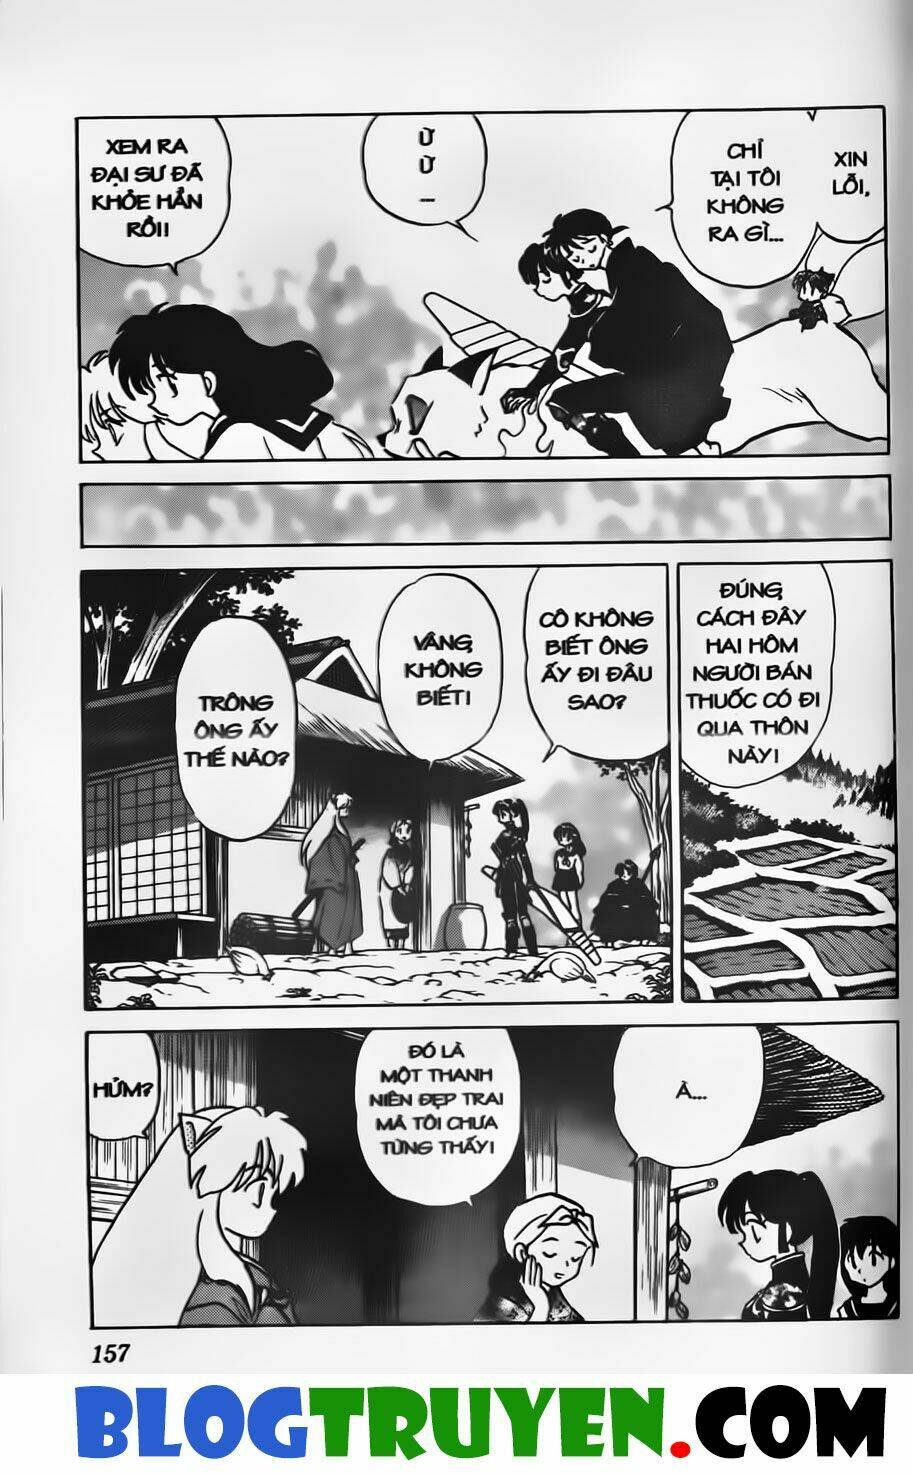 XIN
LỖI,
CHỈ
TẠI TÔI
KHÔNG
RA GÌ...
Ừ
Ừ
...
XEM RA
ĐẠI SƯ ĐÃ
KHỎE HẲN
RỒI!
ĐÚNG,
CÁCH ĐÂY
HAI HÔM
NGƯỜI BÁN
THUỐC CÓ ĐI
QUA THÔN
NÀY!
CÔ KHÔNG
BIẾT ÔNG
ẤY ĐI ĐÂU
SAO?
VÂNG,
KHÔNG
BIẾT!
TRÔNG
ÔNG ẤY
THẾ NÀO?
À...
ĐÓ LÀ
MỘT THANH
NIÊN ĐẸP TRAI
MÀ TÔI CHƯA
TỪNG THẤY!
HỬM?
157
BLOGTRUYEN.COM